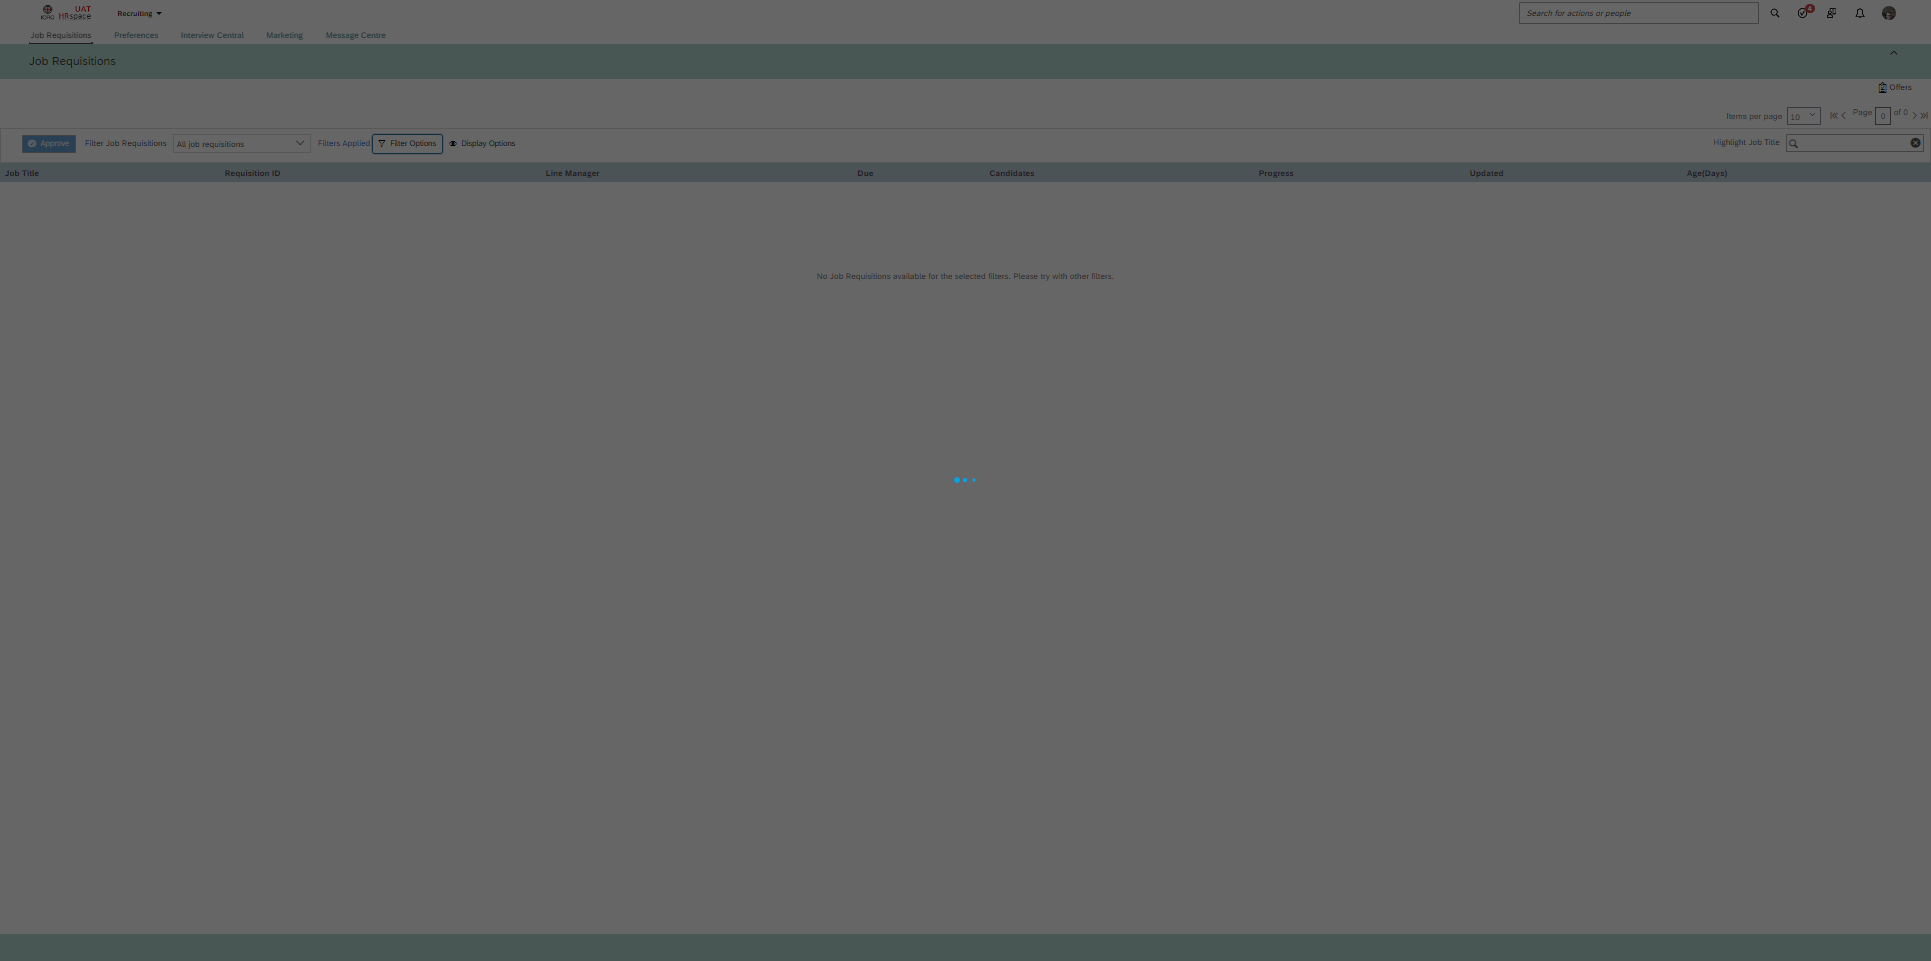 UAT
ICRC HRspace
Recruiting
Search for actions or people
4
Job Requisitions Preferences Interview Central Marketing Message Centre
Job Requisitions
Offers
Items per page 10 Page 0 of 0
Approve Filter Job Requisitions All job requisitions Filters Applied Filter Options Display Options Highlight Job Title
Job Title Requisition ID Line Manager Due Candidates Progress Updated Age(Days)
No Job Requisitions available for the selected filters. Please try with other filters.